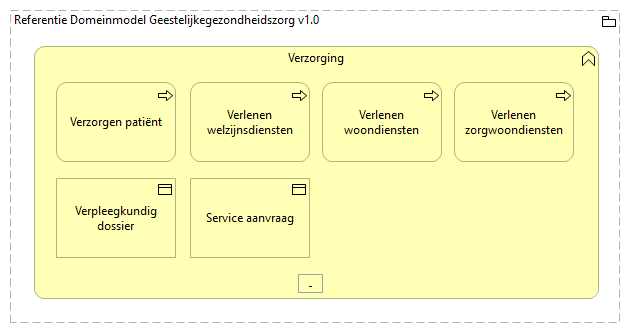 Referentie Domeinmodel Geestelijkegezondheidszorg v1.0
Verzorging
Verzorgen patiënt
Verlenen
welzijnsdiensten
Verlenen
woondiensten
Verlenen
zorgwoondiensten
Verpleegkundig
dossier
Service aanvraag
-